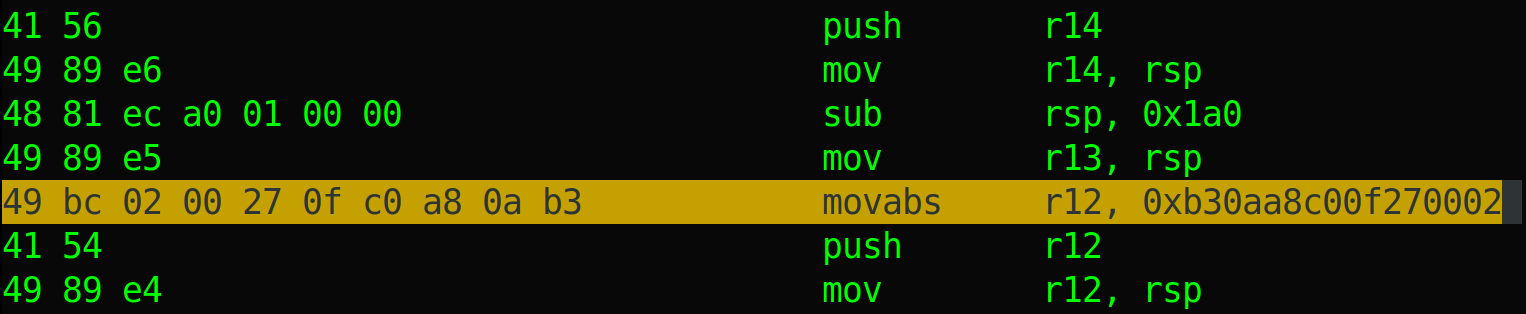 41 56 push r14
49 89 e6 mov r14, rsp
48 81 ec a0 01 00 00 sub rsp, 0x1a0
49 89 e5 mov r13, rsp
49 bc 02 00 27 0f c0 a8 0a b3 movabs r12, 0xb30aa8c00f270002
41 54 push r12
49 89 e4 mov r12, rsp